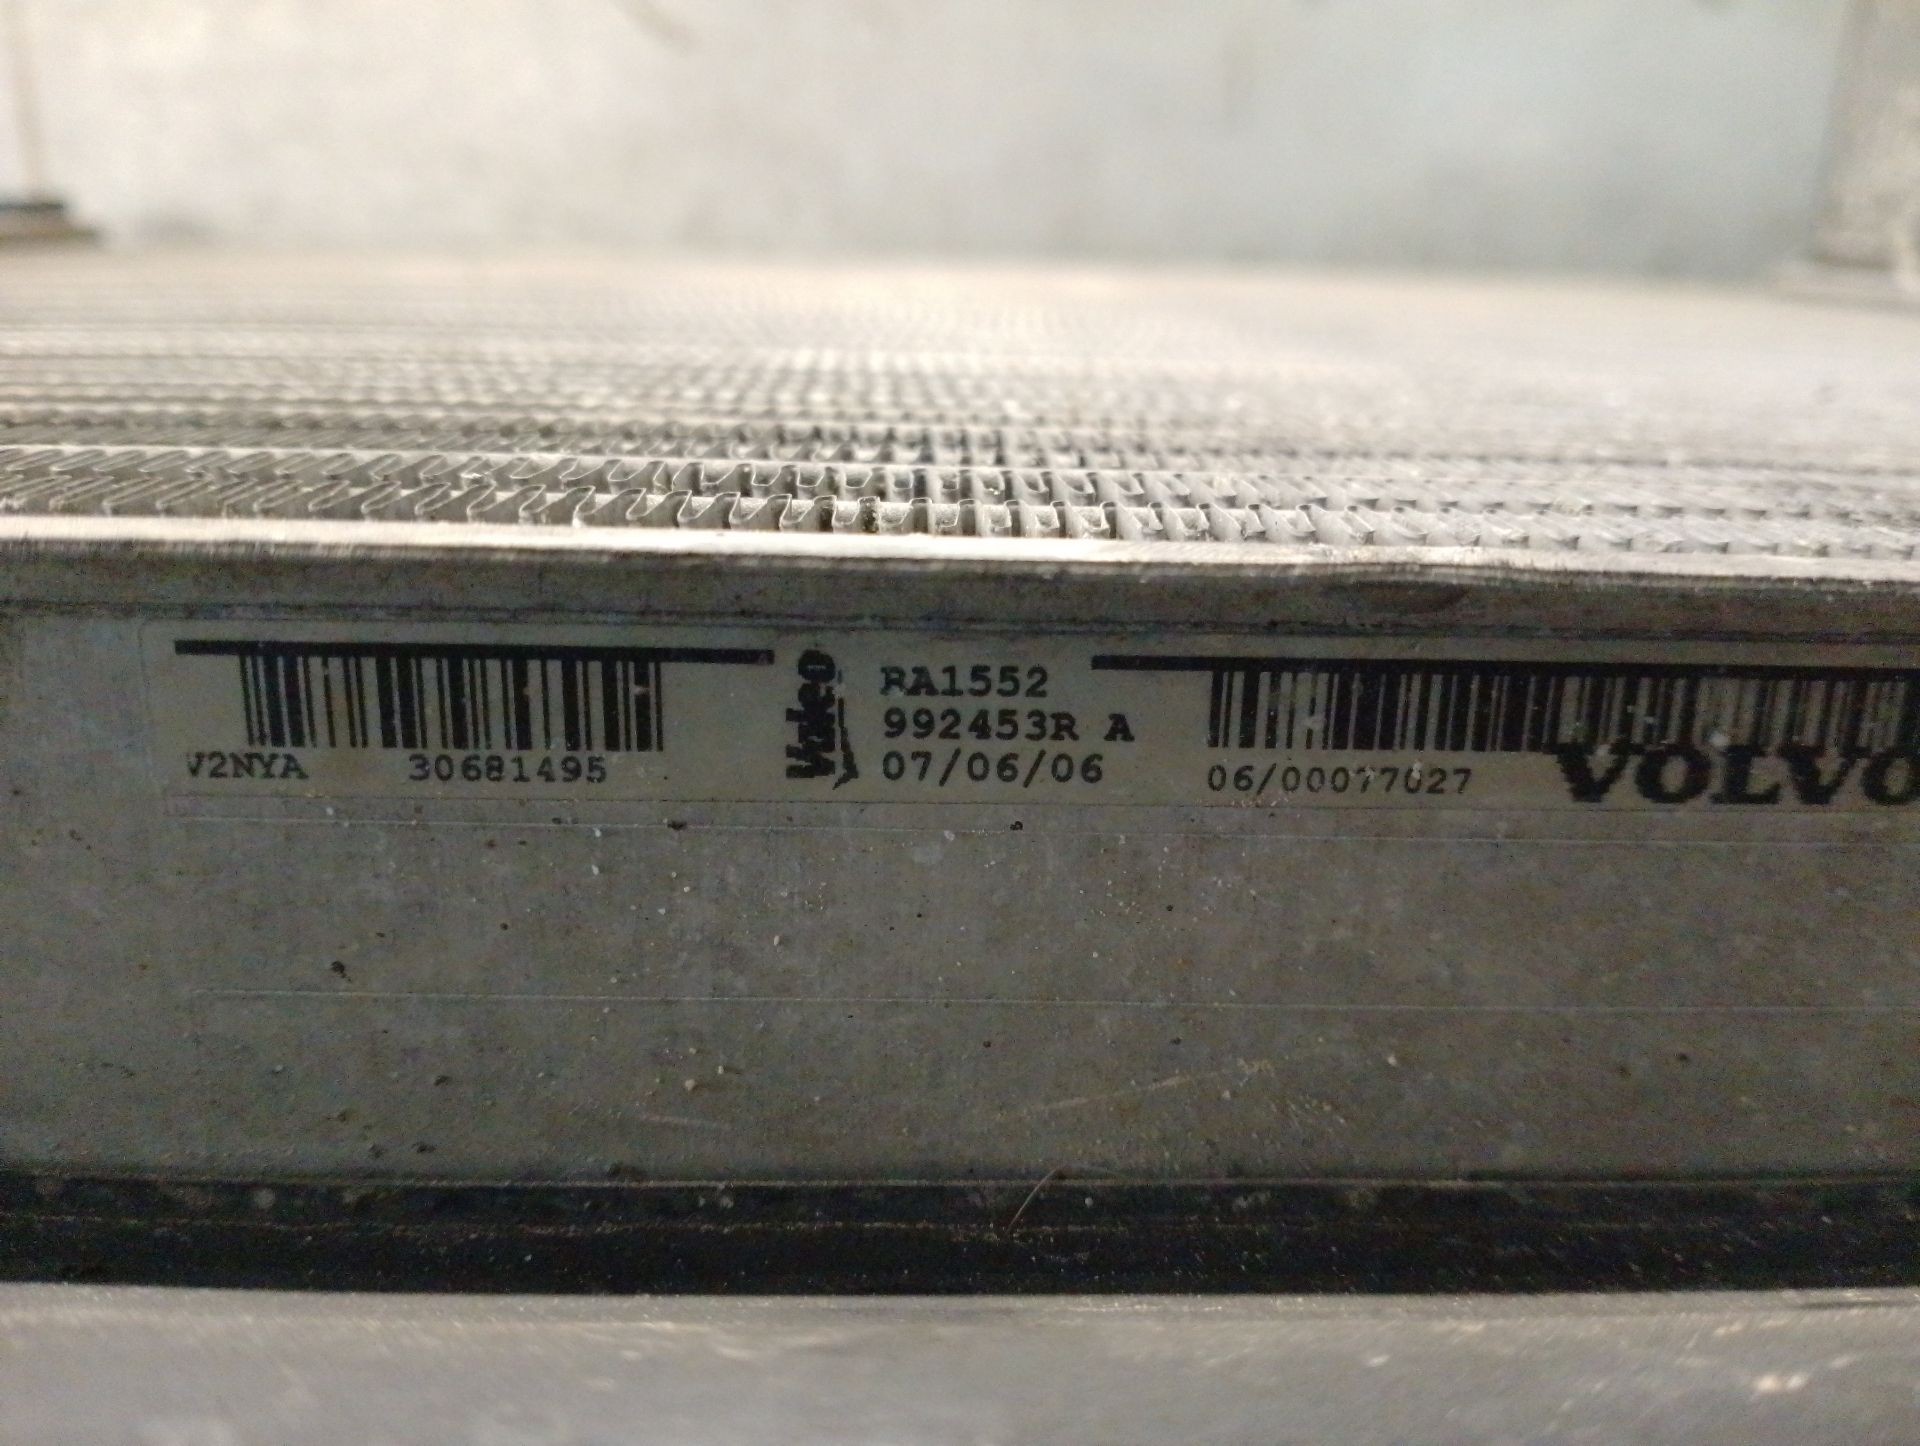 V2NYA 30681495
Valeo
RA1552
992453R A
07/06/06
06/00077027
VOLVO